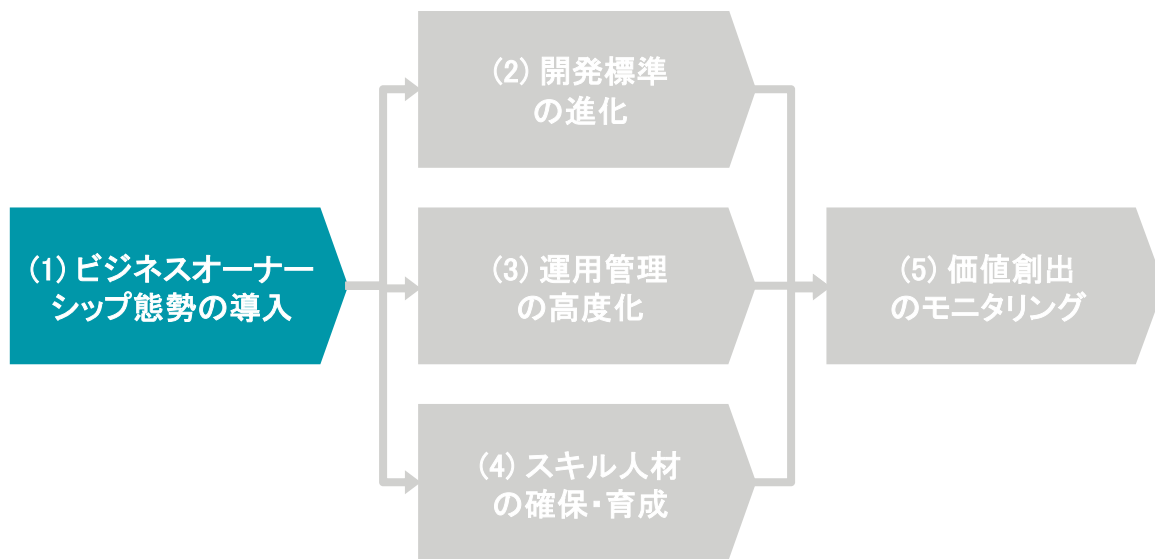 (1) ビジネスオーナー
シップ態勢の導入
(2) 開発標準
の進化
(3) 運用管理
の高度化
(4) スキル人材
の確保・育成
(5) 価値創出
のモニタリング